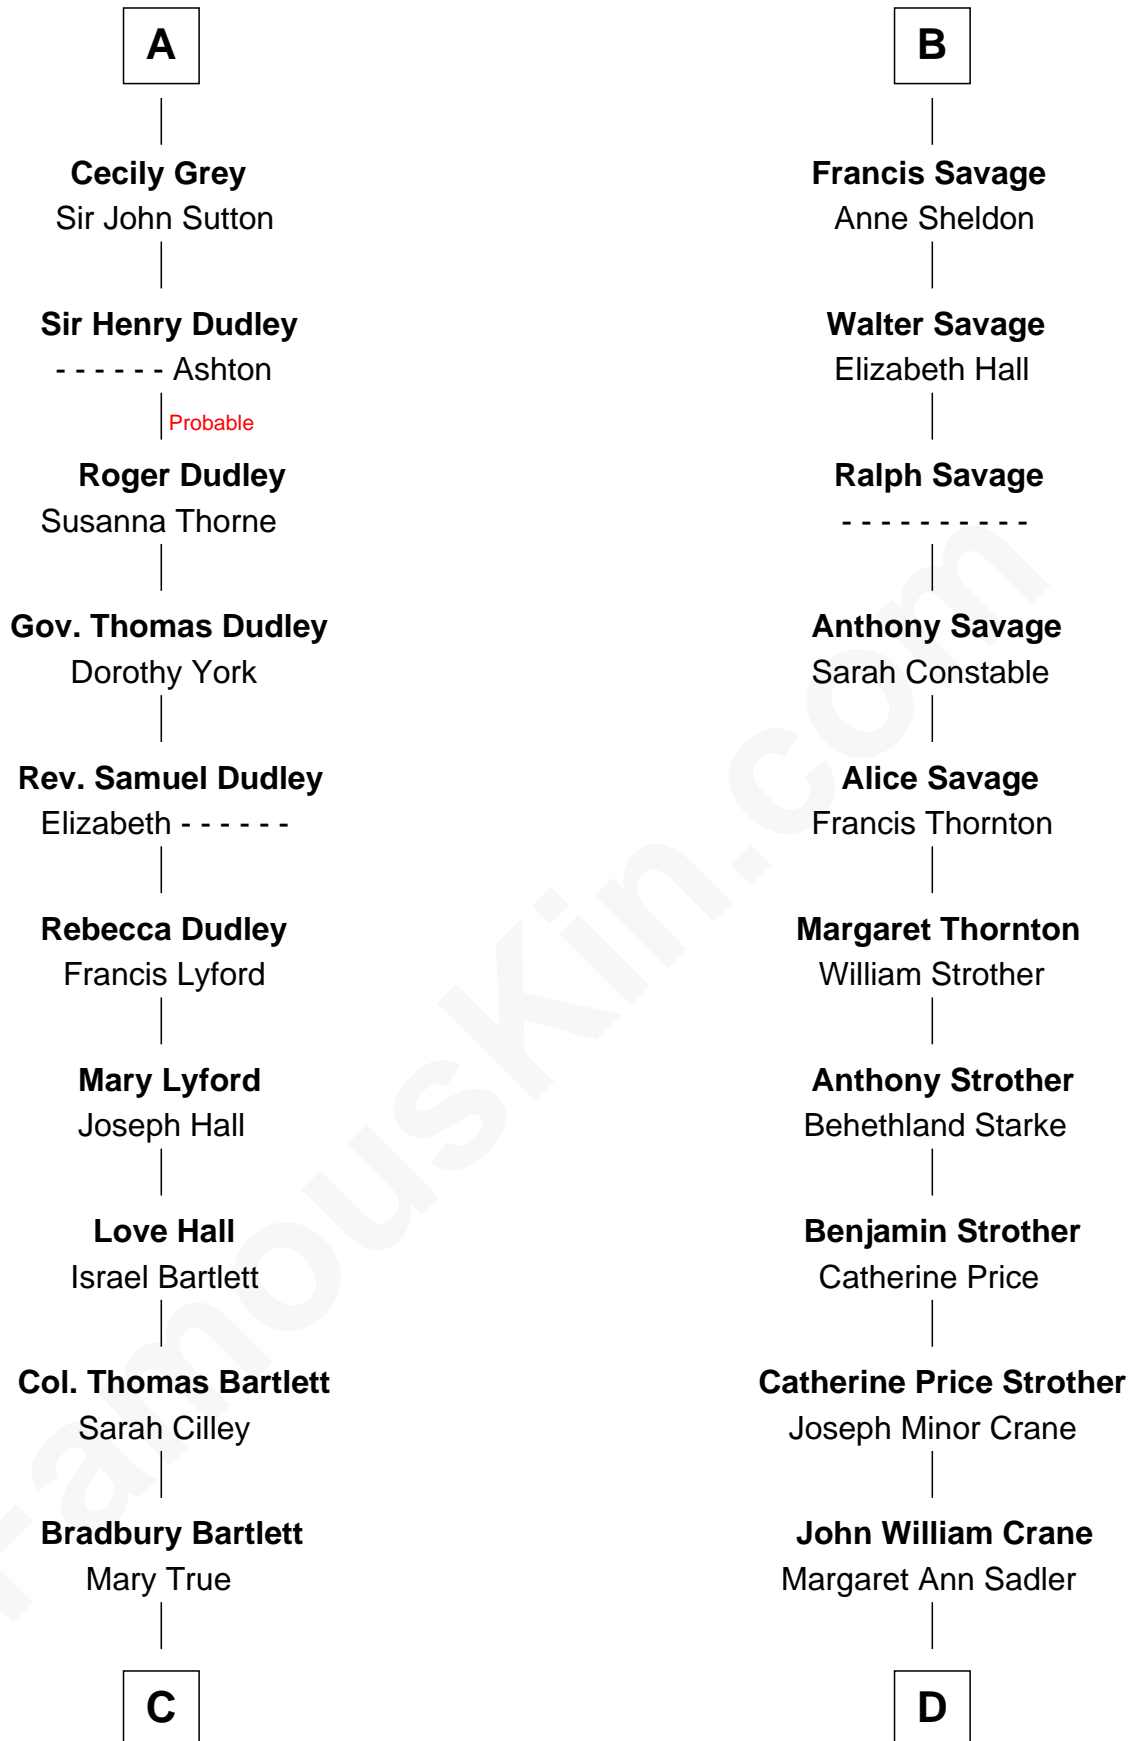 A
Cecily Grey
Sir John Sutton
Sir Henry Dudley
- - - - - - Ashton
Probable
Roger Dudley
Susanna Thorne
Gov. Thomas Dudley
Dorothy York
Rev. Samuel Dudley
Elizabeth - - - - - -
Rebecca Dudley
Francis Lyford
Mary Lyford
Joseph Hall
Love Hall
Israel Bartlett
Col. Thomas Bartlett
Sarah Cilley
Bradbury Bartlett
Mary True
C
B
Francis Savage
Anne Sheldon
Walter Savage
Elizabeth Hall
Ralph Savage
- - - - - - - - - -
Anthony Savage
Sarah Constable
Alice Savage
Francis Thornton
Margaret Thornton
William Strother
Anthony Strother
Behethland Starke
Benjamin Strother
Catherine Price
Catherine Price Strother
Joseph Minor Crane
John William Crane
Margaret Ann Sadler
D
FamousKin.com